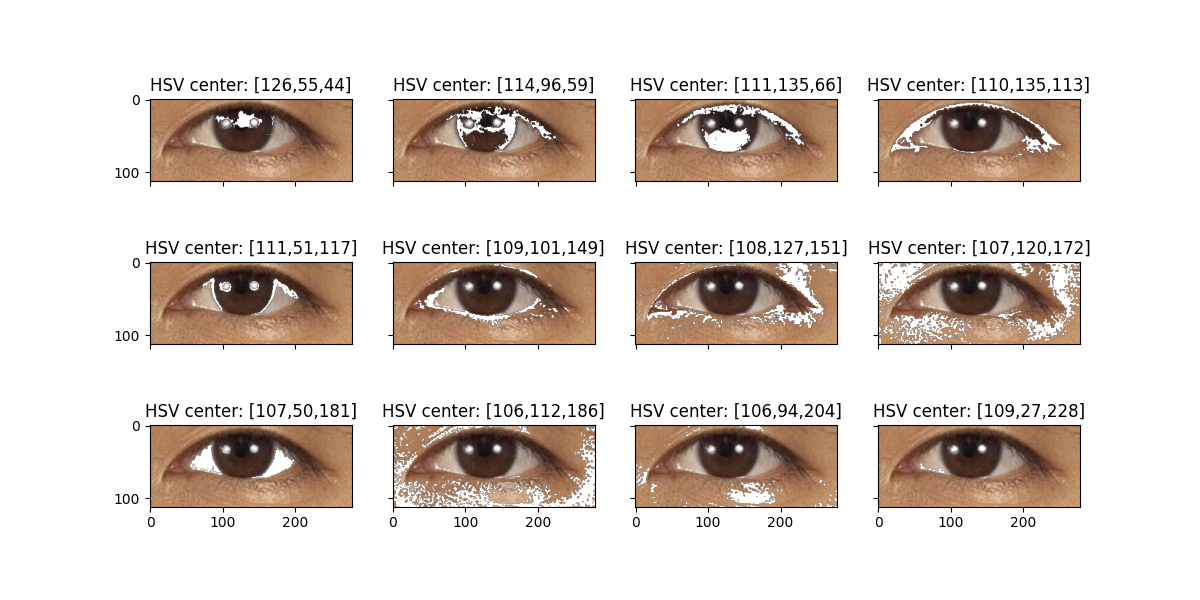 HSV center: [126,55,44] HSV center: [114,96,59] HSV center: [111,135,66] HSV center: [110,135,113]
0
100
HSV center: [111,51,117] HSV center: [109,101,149] HSV center: [108,127,151] HSV center: [107,120,172]
0
100
HSV center: [107,50,181] HSV center: [106,112,186] HSV center: [106,94,204] HSV center: [109,27,228]
0
100
0 100 200 0 100 200 0 100 200 0 100 200